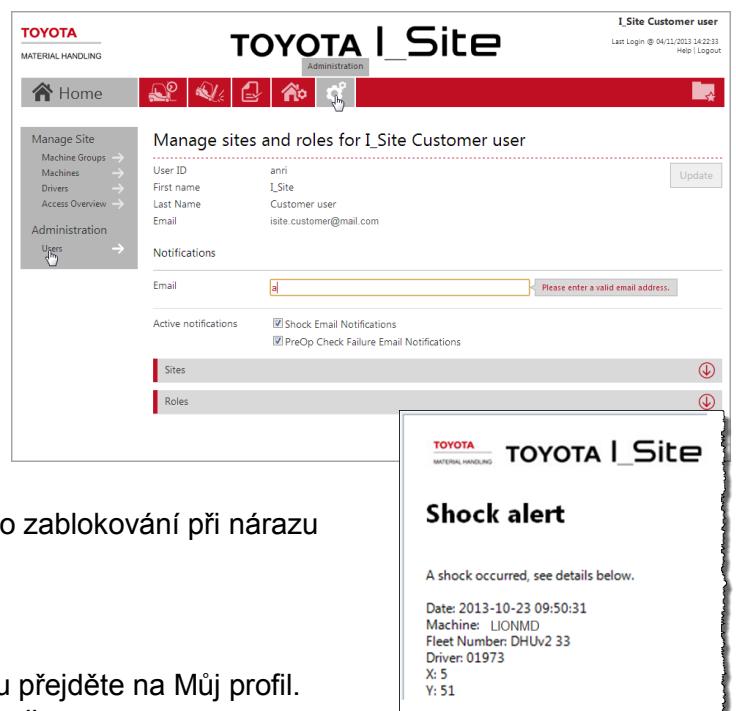 TOYOTA
MATERIAL HANDLING
TOYOTA I_Site
I_Site Customer user
Last Login @ 04/11/2013 14:22:33
Help | Logout
Administration
Home
Manage Site
Machine Groups
Machines
Drivers
Access Overview
Administration
Users
Manage sites and roles for I_Site Customer user
User ID anri
First name I_Site
Last Name Customer user
Email isite.customer@mail.com
Update
Notifications
Email a Please enter a valid email address.
Active notifications Shock Email Notifications
PreOp Check Failure Email Notifications
Sites
Roles
o zablokování při nárazu
u přejděte na Můj profil.
TOYOTA
MATERIAL HANDLING
TOYOTA I_Site
Shock alert
A shock occurred, see details below.
Date: 2013-10-23 09:50:31
Machine: LIONMD
Fleet Number: DHUv2 33
Driver: 01973
X: 5
Y: 51